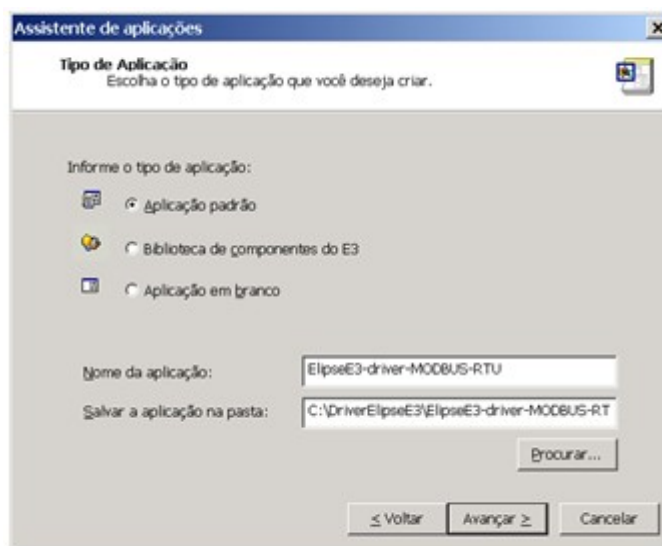 Assistente de aplicações
Tipo de Aplicação
Escolha o tipo de aplicação que você deseja criar.
Informe o tipo de aplicação:
Aplicação padrão
Biblioteca de componentes do E3
Aplicação em branco
Nome da aplicação: ElipseE3-driver-MODBUS-RTU
Salvar a aplicação na pasta: C:\DriverElipseE3\ElipseE3-driver-MODBUS-RT
Procurar...
< Voltar Avançar > Cancelar